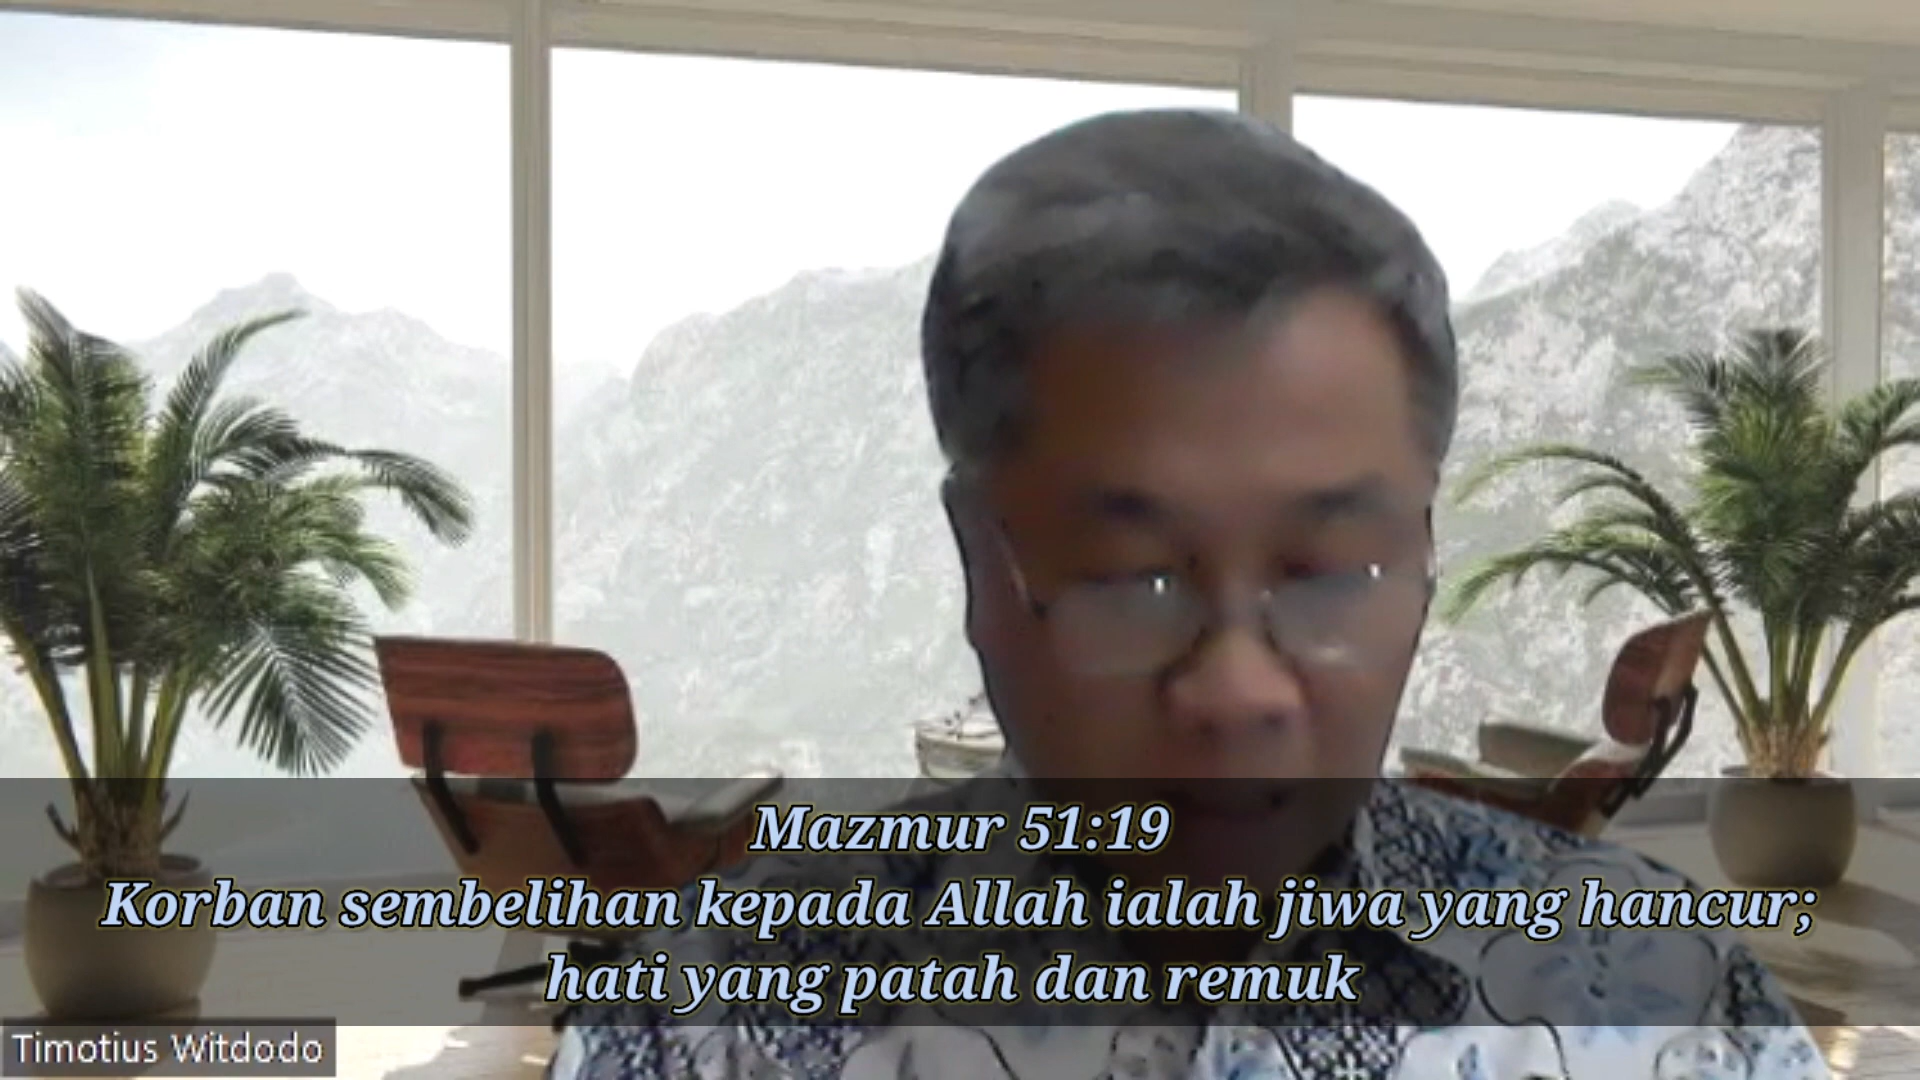 Mazmur 51:19
Korban sembelihan kepada Allah ialah jiwa yang hancur;
hati yang patah dan remuk
Timotius Witdodo